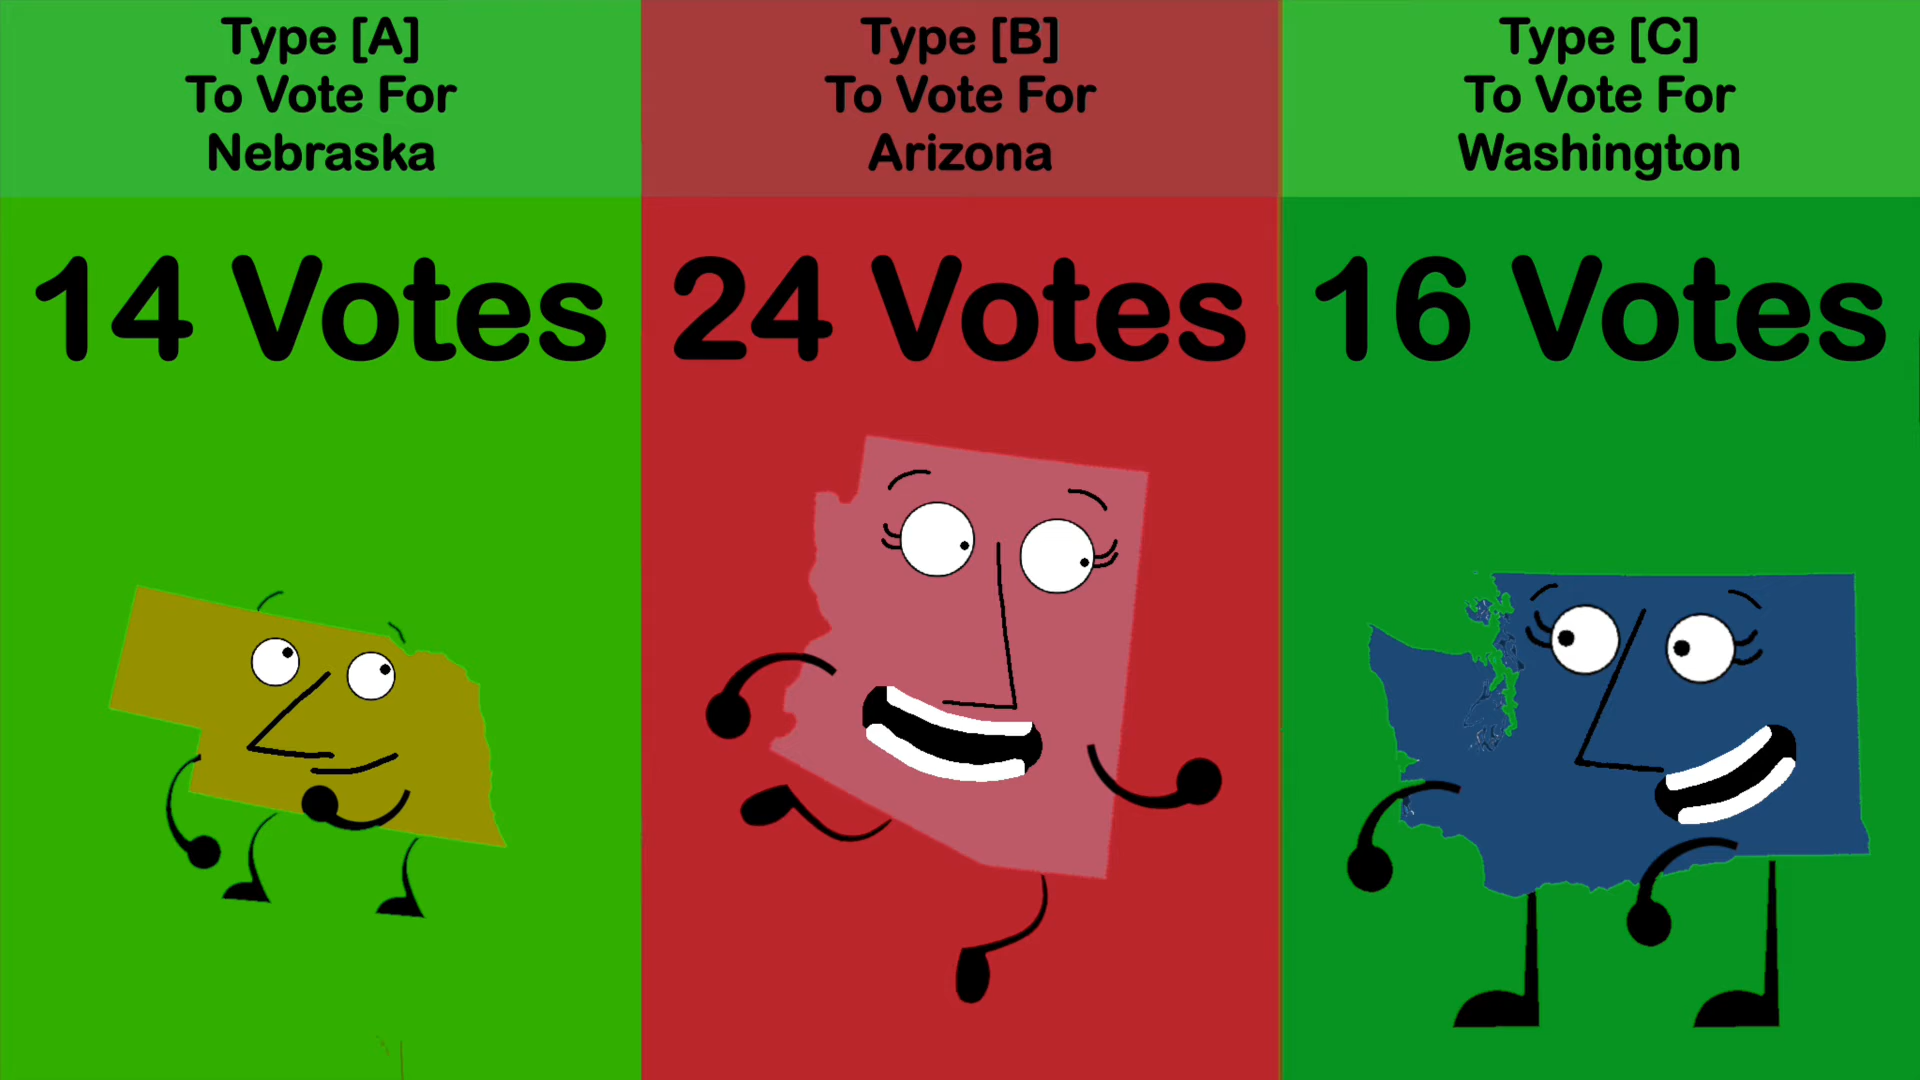 Type [A]
To Vote For
Nebraska
14 Votes
Type [B]
To Vote For
Arizona
24 Votes
Type [C]
To Vote For
Washington
16 Votes